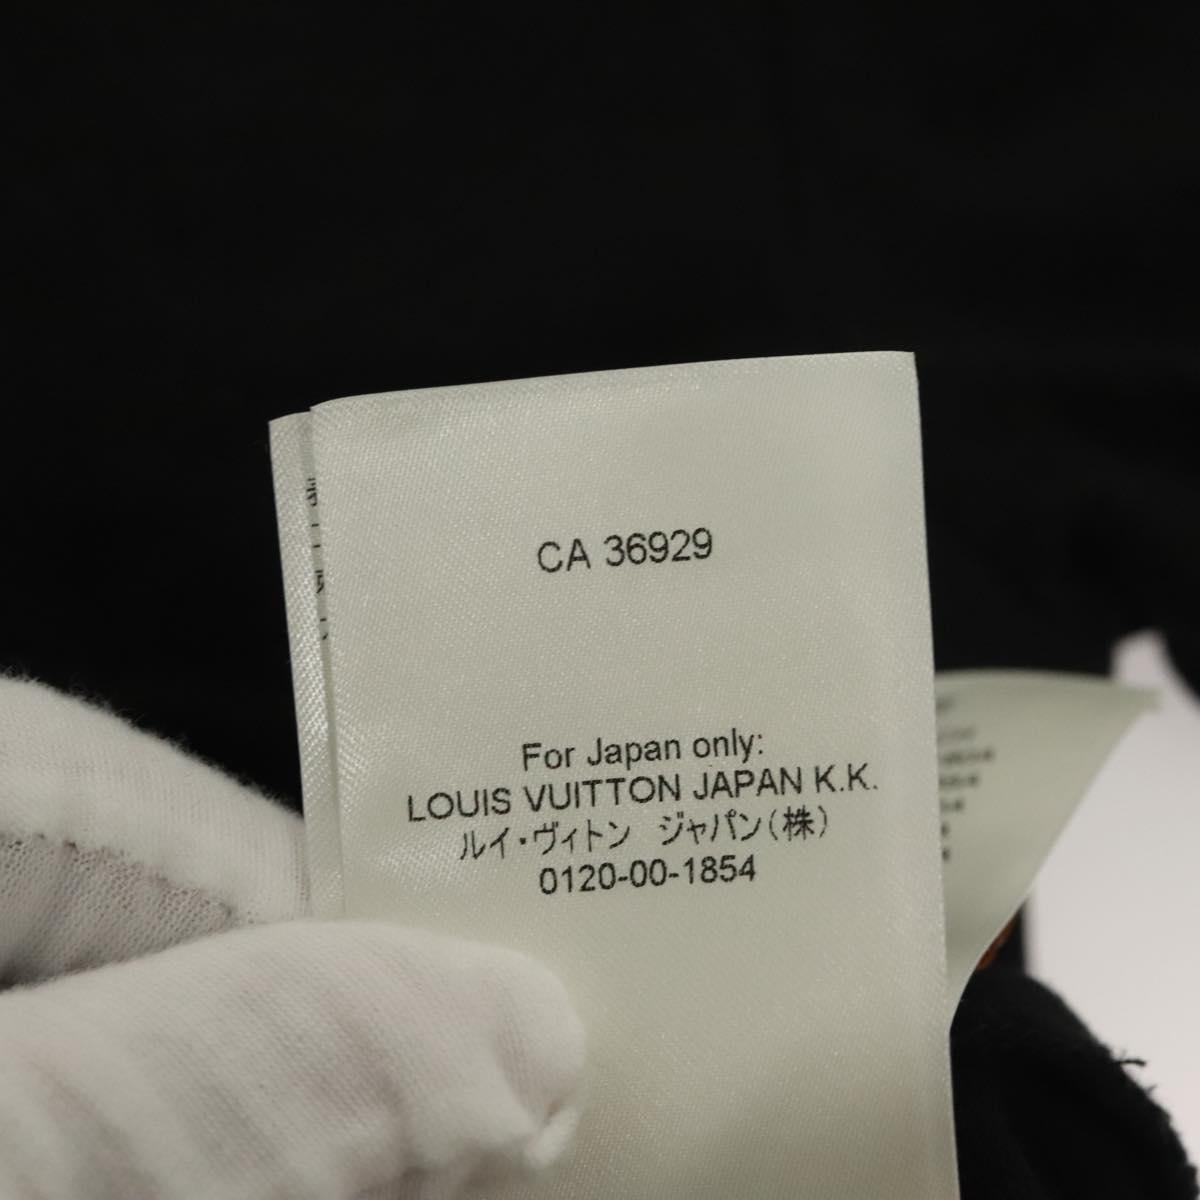 CA 36929
For Japan only:
LOUIS VUITTON JAPAN K.K.
ルイ・ヴィトン ジャパン(株)
0120-00-1854